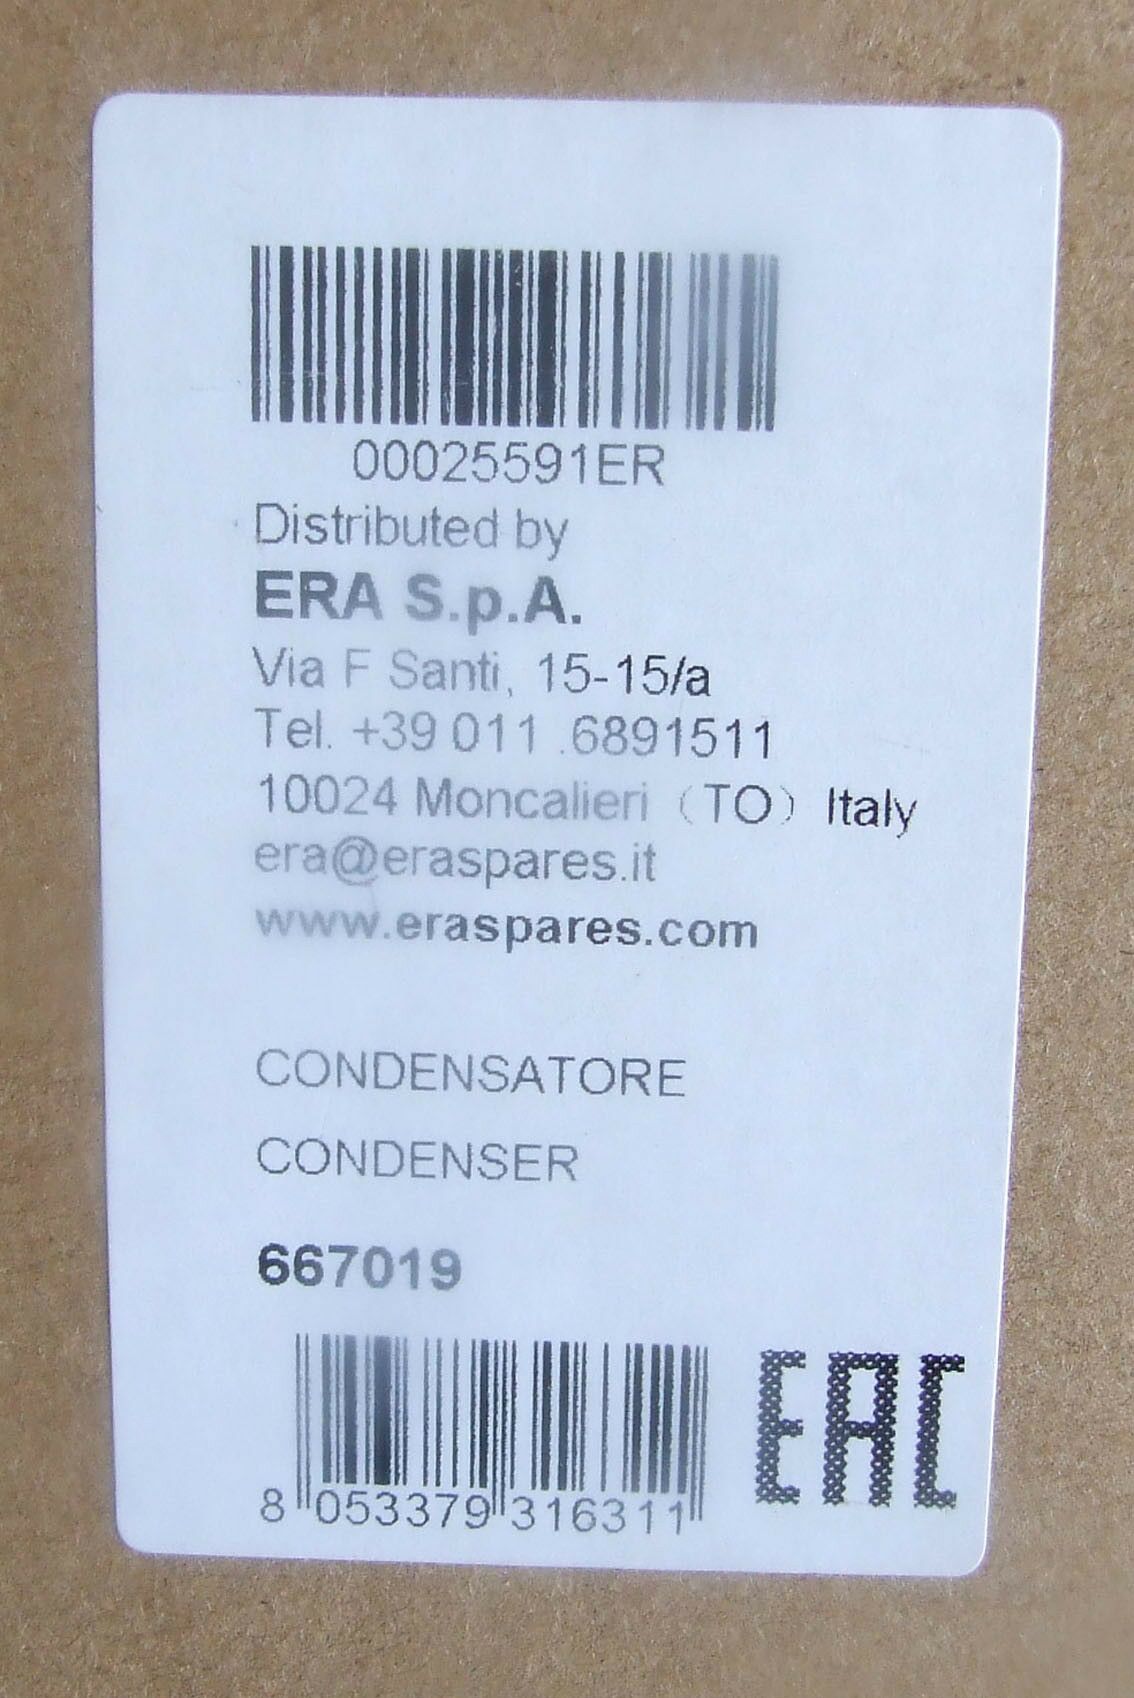 00025591ER
Distributed by
ERA S.p.A.
Via F Santi, 15-15/a
Tel. +39 011 .6891511
10024 Moncalieri (TO) Italy
era@eraspares.it
www.eraspares.com
CONDENSATORE
CONDENSER
667019
8 053379 316311
EAC